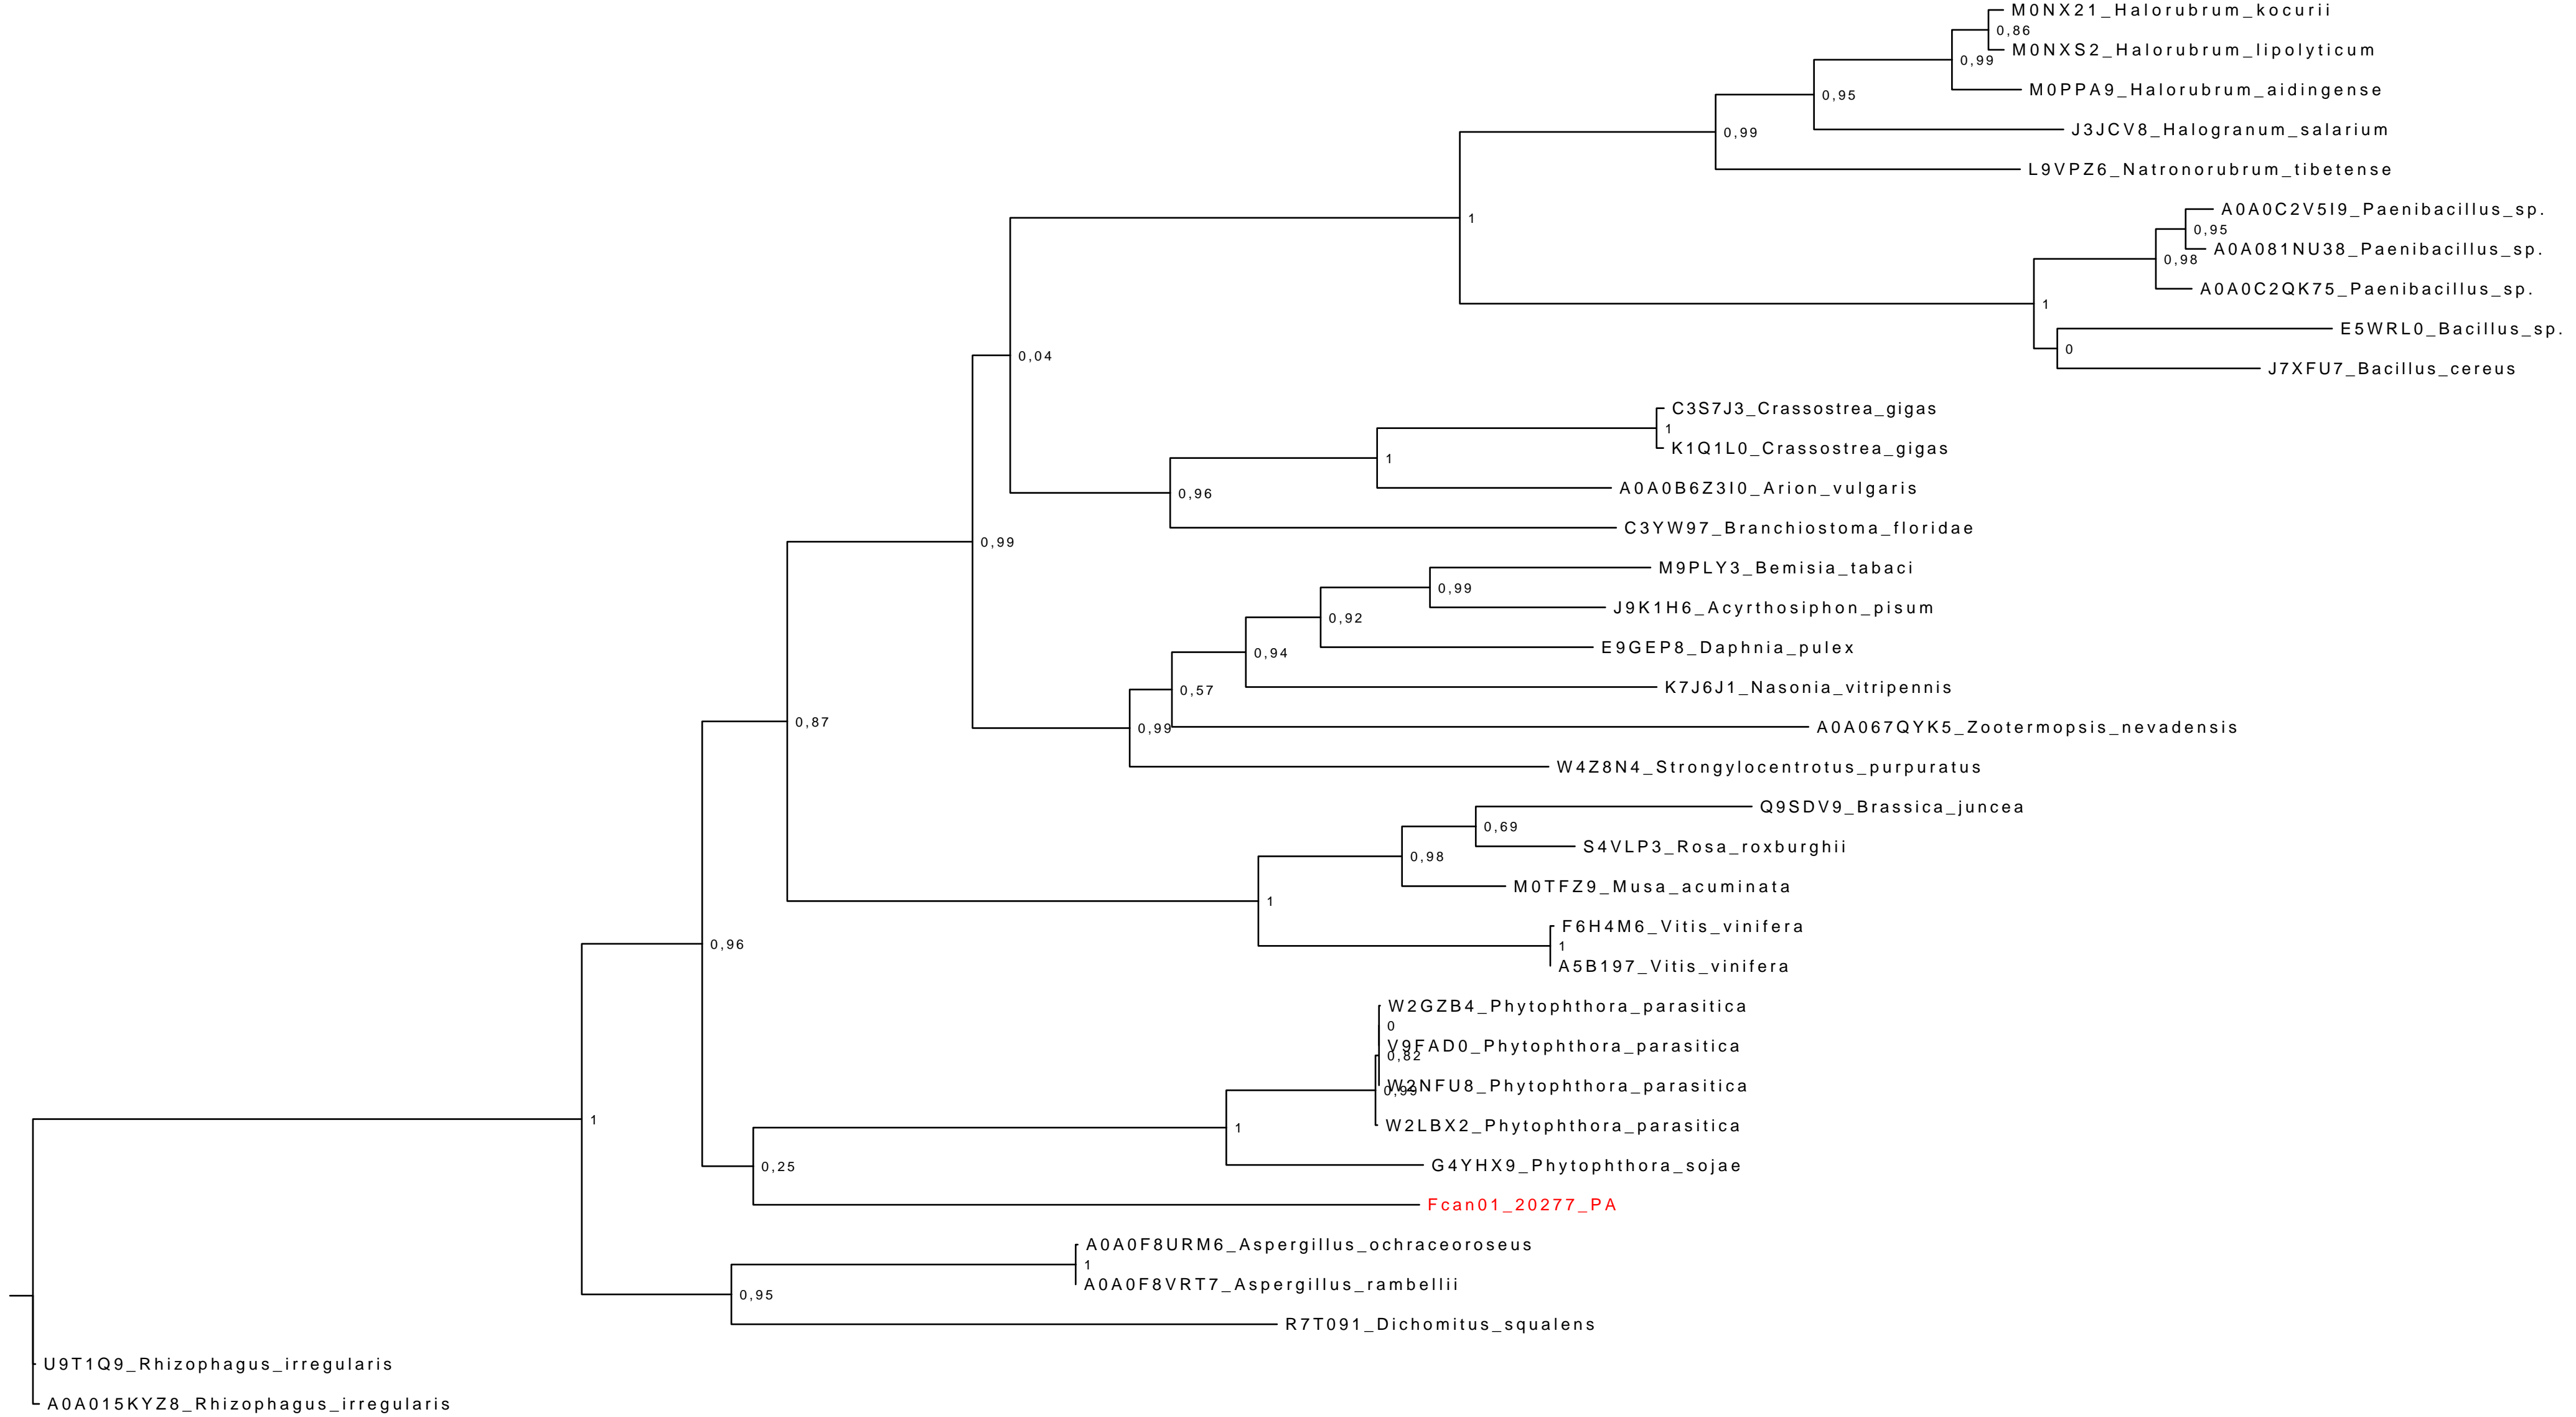 M0NX21_Halorubrum_kocurii
0,86
M0NXS2_Halorubrum_lipolyticum
0,99
M0PPA9_Halorubrum_aidingense
0,95
J3JCV8_Halogranum_salarium
0,99
L9VPZ6_Natronorubrum_tibetense
A0A0C2V5I9_Paenibacillus_sp.
1
0,95
A0A081NU38_Paenibacillus_sp.
0,98
A0A0C2QK75_Paenibacillus_sp.
1
E5WRL0_Bacillus_sp.
0
0,04
J7XFU7_Bacillus_cereus
C3S7J3_Crassostrea_gigas
1
K1Q1L0_Crassostrea_gigas
1
A0A0B6Z3I0_Arion_vulgaris
0,96
C3YW97_Branchiostoma_floridae
0,99
M9PLY3_Bemisia_tabaci
0,99
J9K1H6_Acyrthosiphon_pisum
0,92
E9GEP8_Daphnia_pulex
0,94
K7J6J1_Nasonia_vitripennis
0,57
0,87
A0A067QYK5_Zootermopsis_nevadensis
0,99
W4Z8N4_Strongylocentrotus_purpuratus
Q9SDV9_Brassica_juncea
0,69
S4VLP3_Rosa_roxburghii
0,98
M0TFZ9_Musa_acuminata
1
F6H4M6_Vitis_vinifera
0,96
1
A5B197_Vitis_vinifera
W2GZB4_Phytophthora_parasitica
0
V9FAD0_Phytophthora_parasitica
0,82
W2NFU8_Phytophthora_parasitica
0,99
1
W2LBX2_Phytophthora_parasitica
1
G4YHX9_Phytophthora_sojae
0,25
Fcan01_20277_PA
A0A0F8URM6_Aspergillus_ochraceoroseus
1
A0A0F8VRT7_Aspergillus_rambellii
0,95
R7T091_Dichomitus_squalens
U9T1Q9_Rhizophagus_irregularis
A0A015KYZ8_Rhizophagus_irregularis